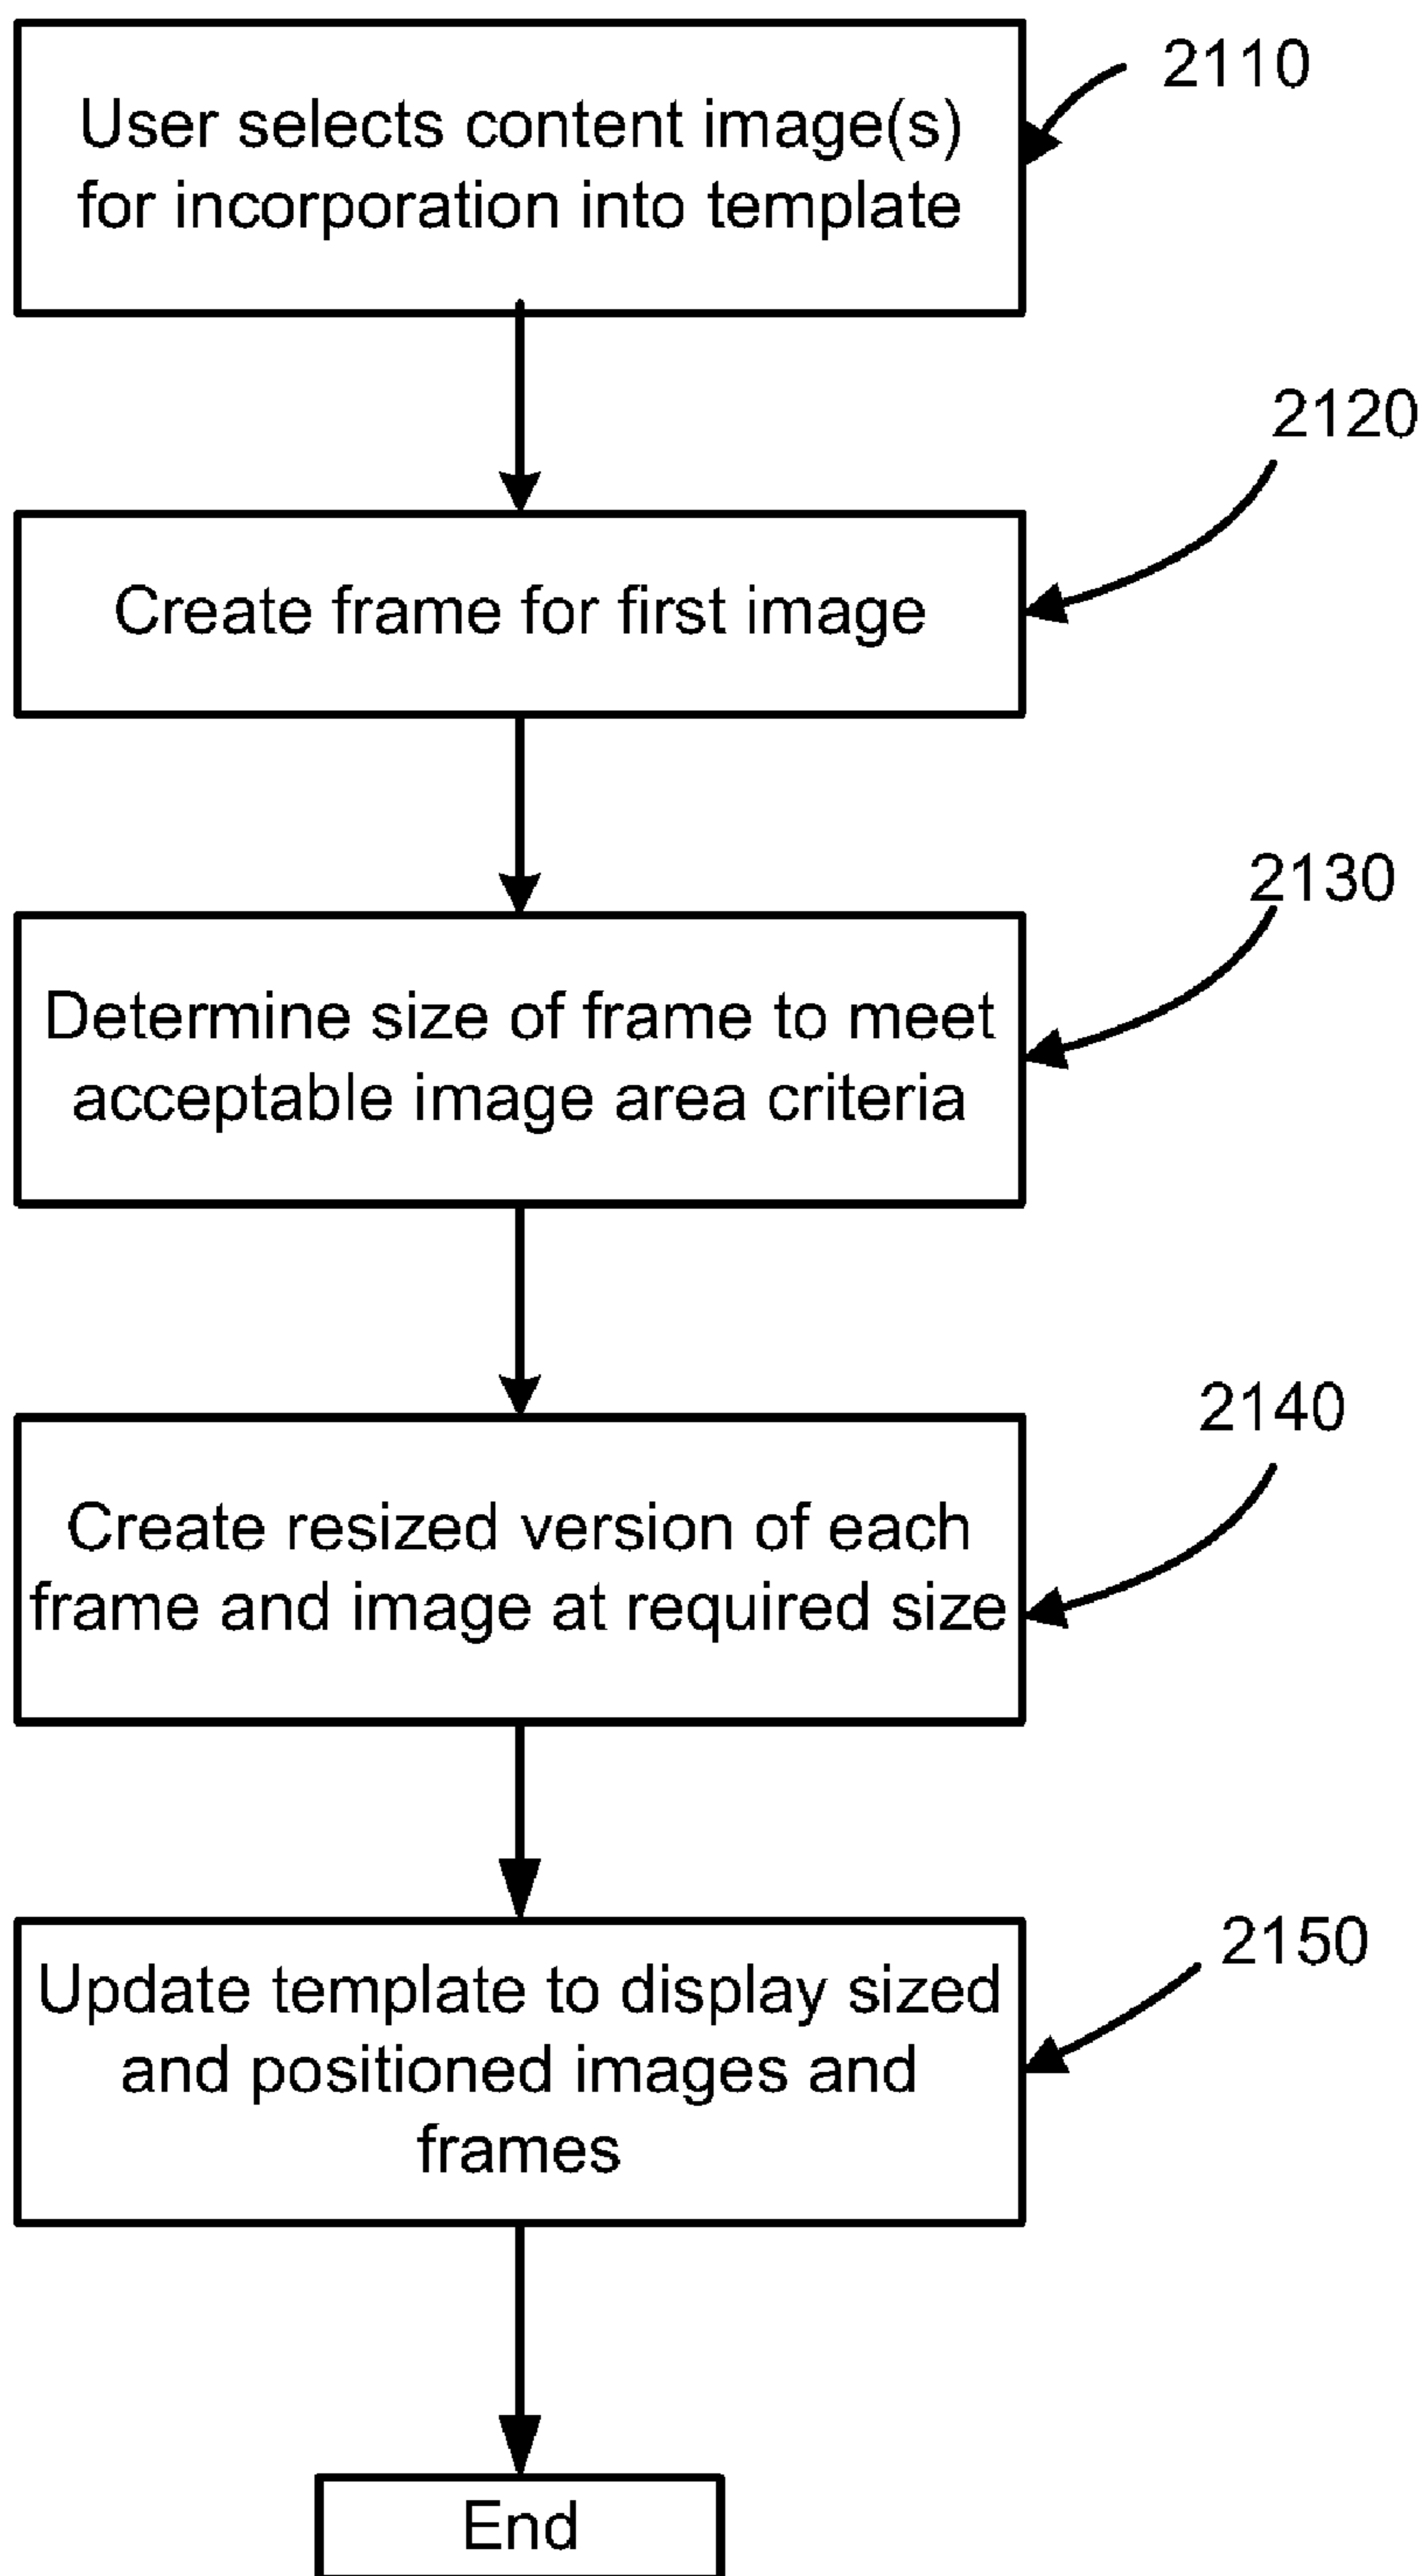 User selects content image(s)
for incorporation into template
2110
Create frame for first image
2120
Determine size of frame to meet
acceptable image area criteria
2130
Create resized version of each
frame and image at required size
2140
Update template to display sized
and positioned images and
frames
2150
End